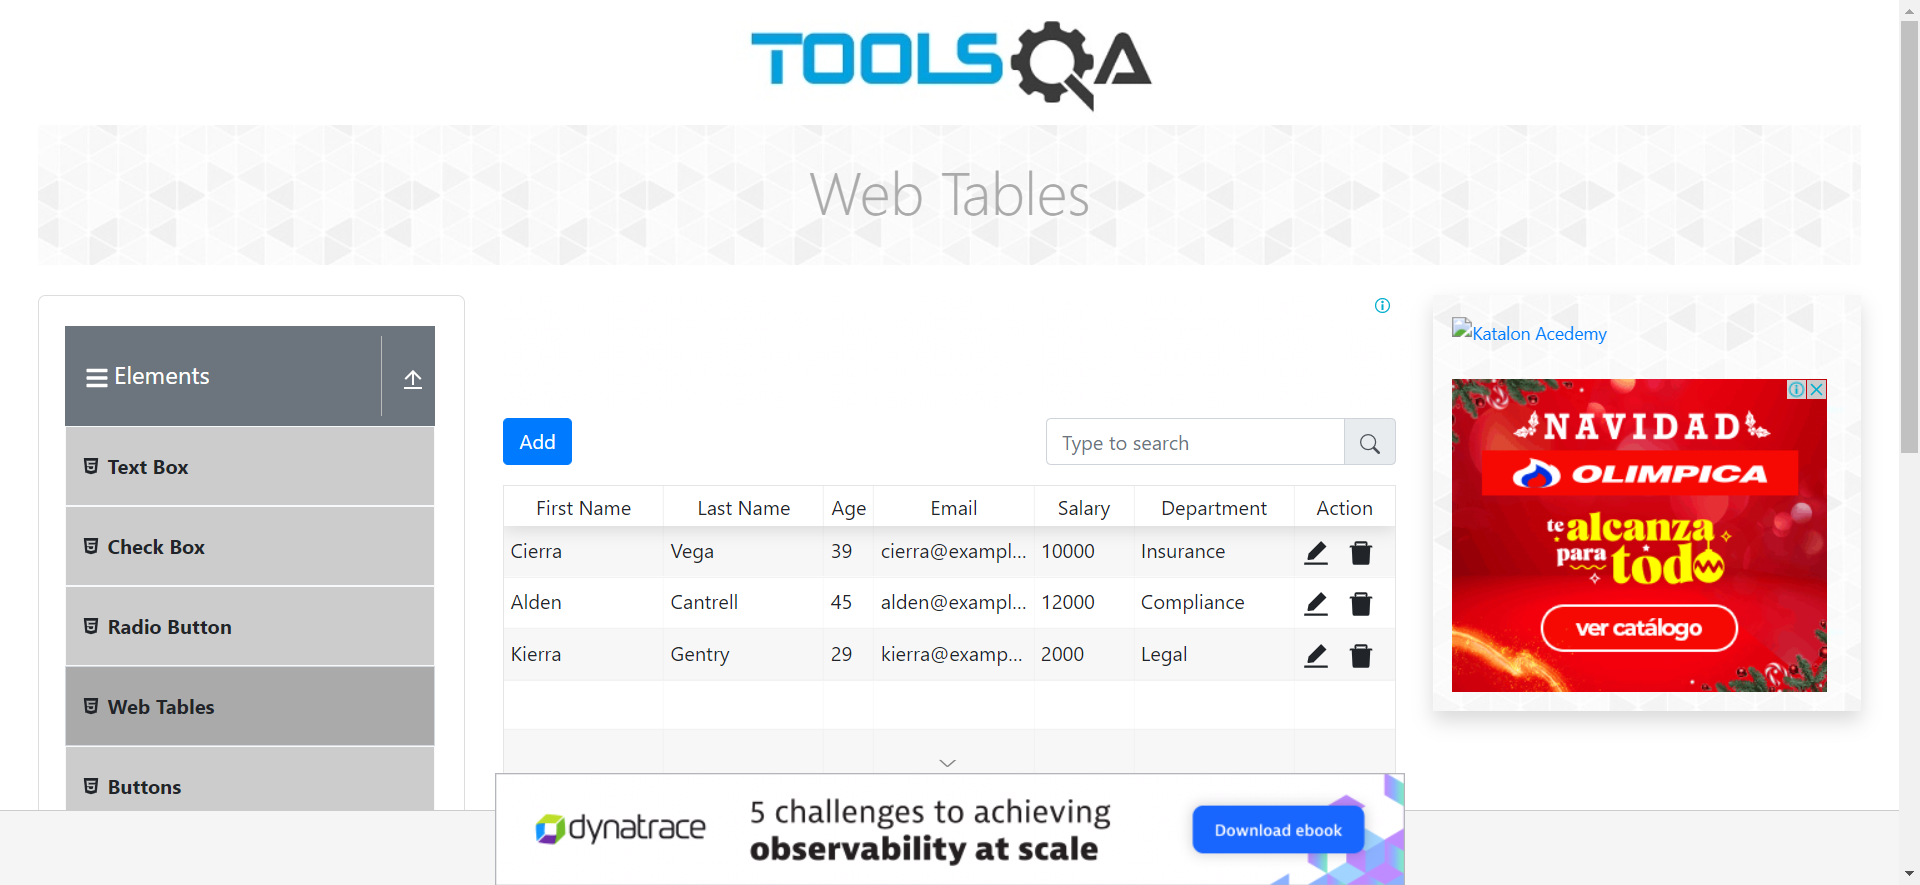 TOOLSQA
Web Tables
Elements
Text Box
Check Box
Radio Button
Web Tables
Buttons
Add
Type to search
First Name Last Name Age Email Salary Department Action
Cierra Vega 39 cierra@exampl... 10000 Insurance
Alden Cantrell 45 alden@exampl... 12000 Compliance
Kierra Gentry 29 kierra@examp... 2000 Legal
Katalon Acedemy
NAVIDAD
OLIMPICA
te alcanza
para todo
ver catálogo
dynatrace
5 challenges to achieving
observability at scale
Download ebook